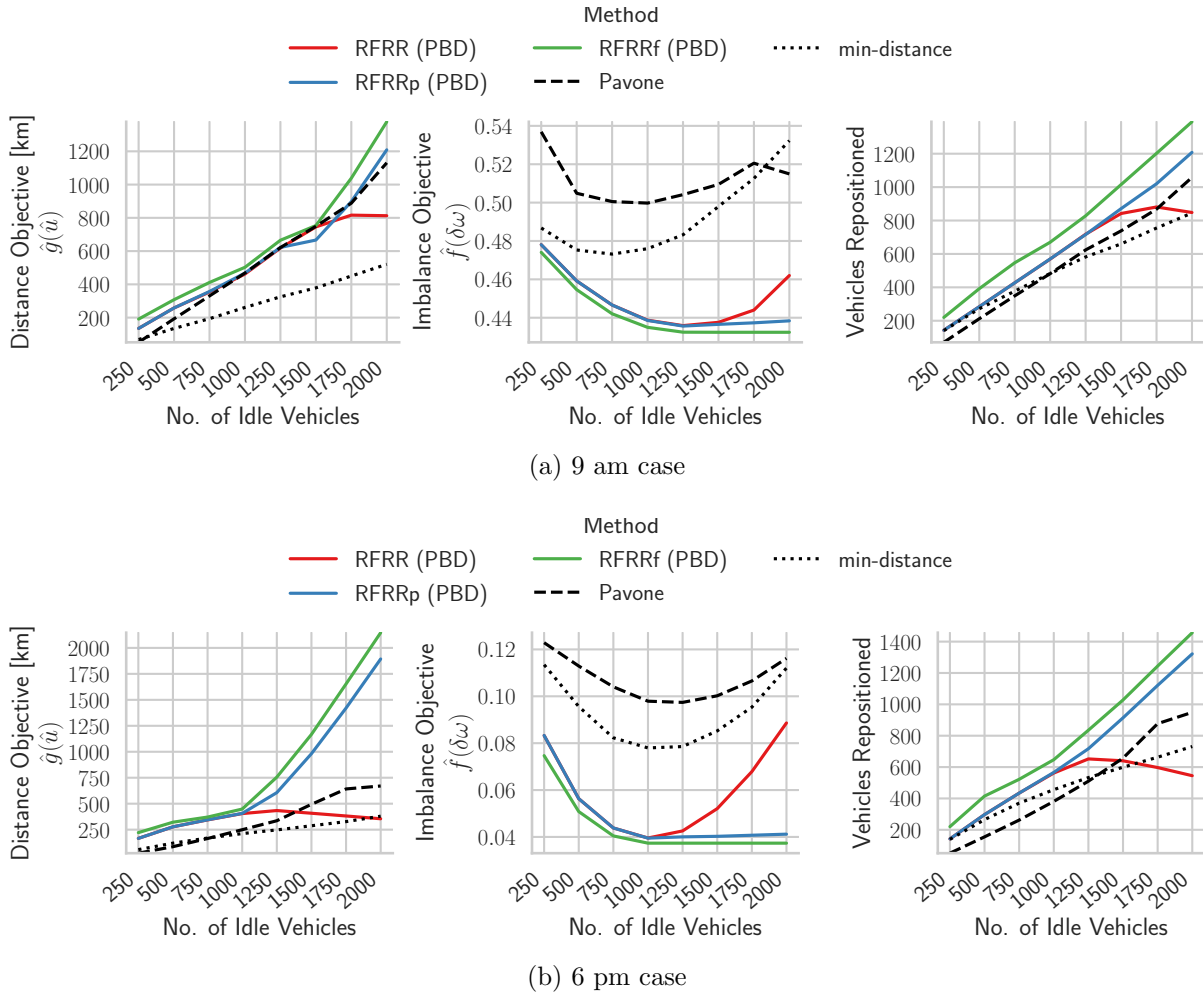 Method
RFRR (PBD)
RFRRf (PBD)
min-distance
RFRRp (PBD)
Pavone
Distance Objective [km]
ĝ(û)
1200
1000
800
600
400
200
250
500
750
1000
1250
1500
1750
2000
No. of Idle Vehicles
Imbalance Objective
f̂(δω)
0.54
0.52
0.50
0.48
0.46
0.44
250
500
750
1000
1250
1500
1750
2000
No. of Idle Vehicles
Vehicles Repositioned
1200
1000
800
600
400
200
250
500
750
1000
1250
1500
1750
2000
No. of Idle Vehicles
(a) 9 am case
Method
RFRR (PBD)
RFRRf (PBD)
min-distance
RFRRp (PBD)
Pavone
Distance Objective [km]
ĝ(û)
2000
1750
1500
1250
1000
750
500
250
250
500
750
1000
1250
1500
1750
2000
No. of Idle Vehicles
Imbalance Objective
f̂(δω)
0.12
0.10
0.08
0.06
0.04
250
500
750
1000
1250
1500
1750
2000
No. of Idle Vehicles
Vehicles Repositioned
1400
1200
1000
800
600
400
200
250
500
750
1000
1250
1500
1750
2000
No. of Idle Vehicles
(b) 6 pm case